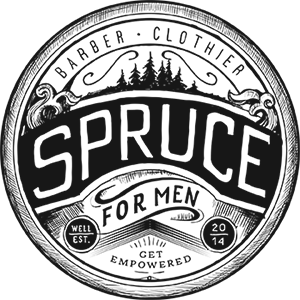 BARBER · CLOTHIER
SPRUCE
FOR MEN
WELL
EST.
20
14
GET
EMPOWERED